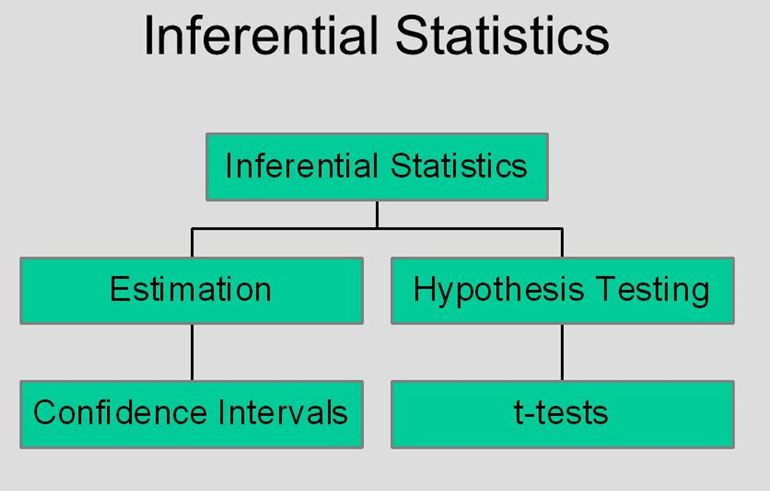 Inferential Statistics
Inferential Statistics
Estimation
Hypothesis Testing
Confidence Intervals
t-tests